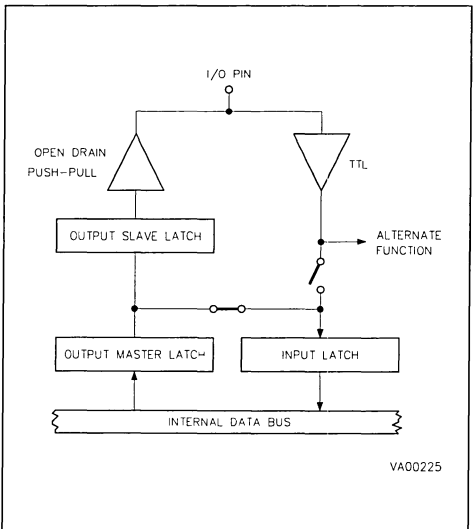 I/O PIN
OPEN DRAIN
PUSH-PULL
TTL
OUTPUT SLAVE LATCH
ALTERNATE
FUNCTION
OUTPUT MASTER LATCH
INPUT LATCH
INTERNAL DATA BUS
VA00225